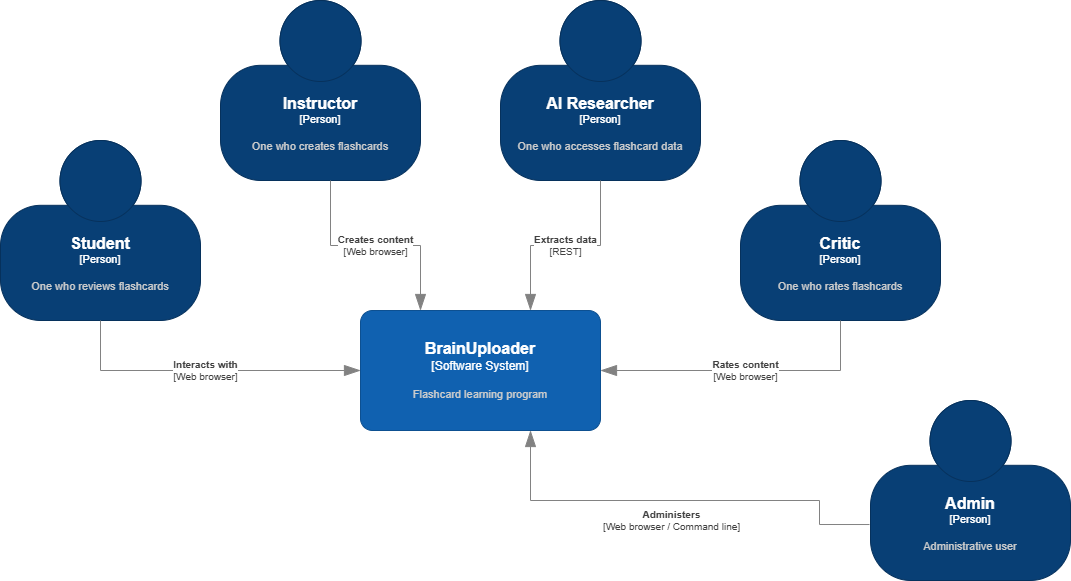 Instructor
[Person]
One who creates flashcards
AI Researcher
[Person]
One who accesses flashcard data
Student
[Person]
One who reviews flashcards
Critic
[Person]
One who rates flashcards
Creates content
[Web browser]
Extracts data
[REST]
Interacts with
[Web browser]
BrainUploader
[Software System]
Flashcard learning program
Rates content
[Web browser]
Administers
[Web browser / Command line]
Admin
[Person]
Administrative user